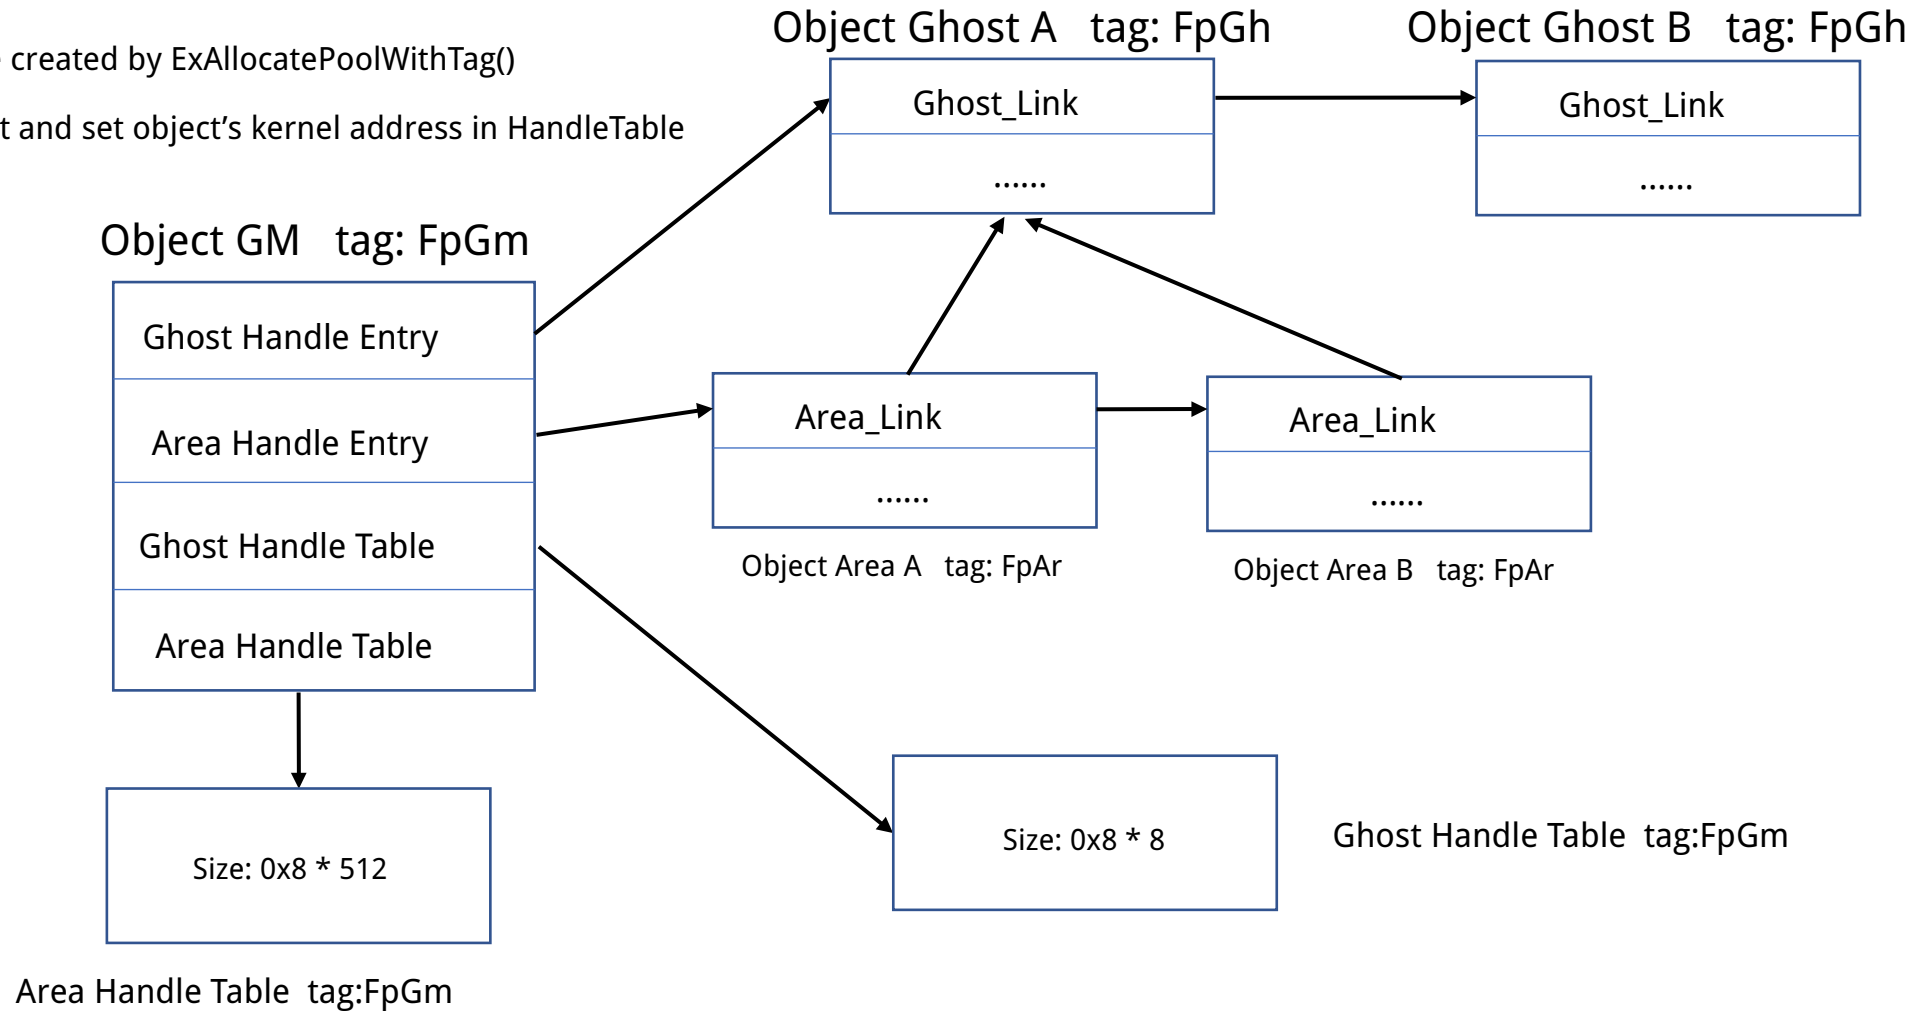 Object Ghost A tag: FpGh
Object Ghost B tag: FpGh
created by ExAllocatePoolWithTag()
and set object’s kernel address in HandleTable
Ghost_Link
......
Ghost_Link
......
Object GM tag: FpGm
Ghost Handle Entry
Area Handle Entry
Ghost Handle Table
Area Handle Table
Area_Link
......
Object Area A tag: FpAr
Area_Link
......
Object Area B tag: FpAr
Size: 0x8 * 512
Area Handle Table tag:FpGm
Size: 0x8 * 8
Ghost Handle Table tag:FpGm